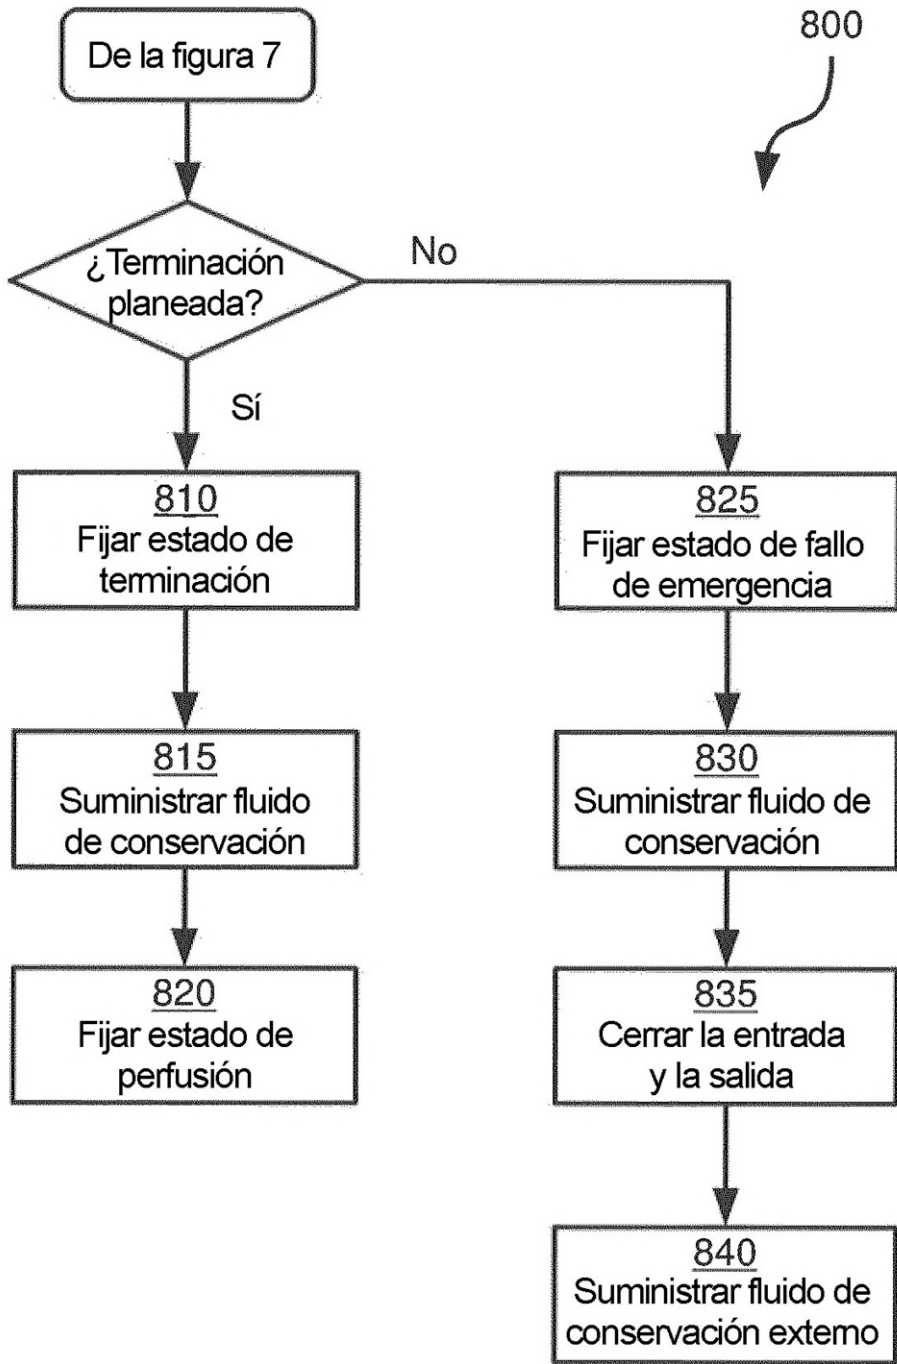 De la figura 7
800
¿Terminación
planeada?
No
Sí
810
Fijar estado de
terminación
815
Suministrar fluido
de conservación
820
Fijar estado de
perfusión
825
Fijar estado de fallo
de emergencia
830
Suministrar fluido de
conservación
835
Cerrar la entrada
y la salida
840
Suministrar fluido de
conservación externo